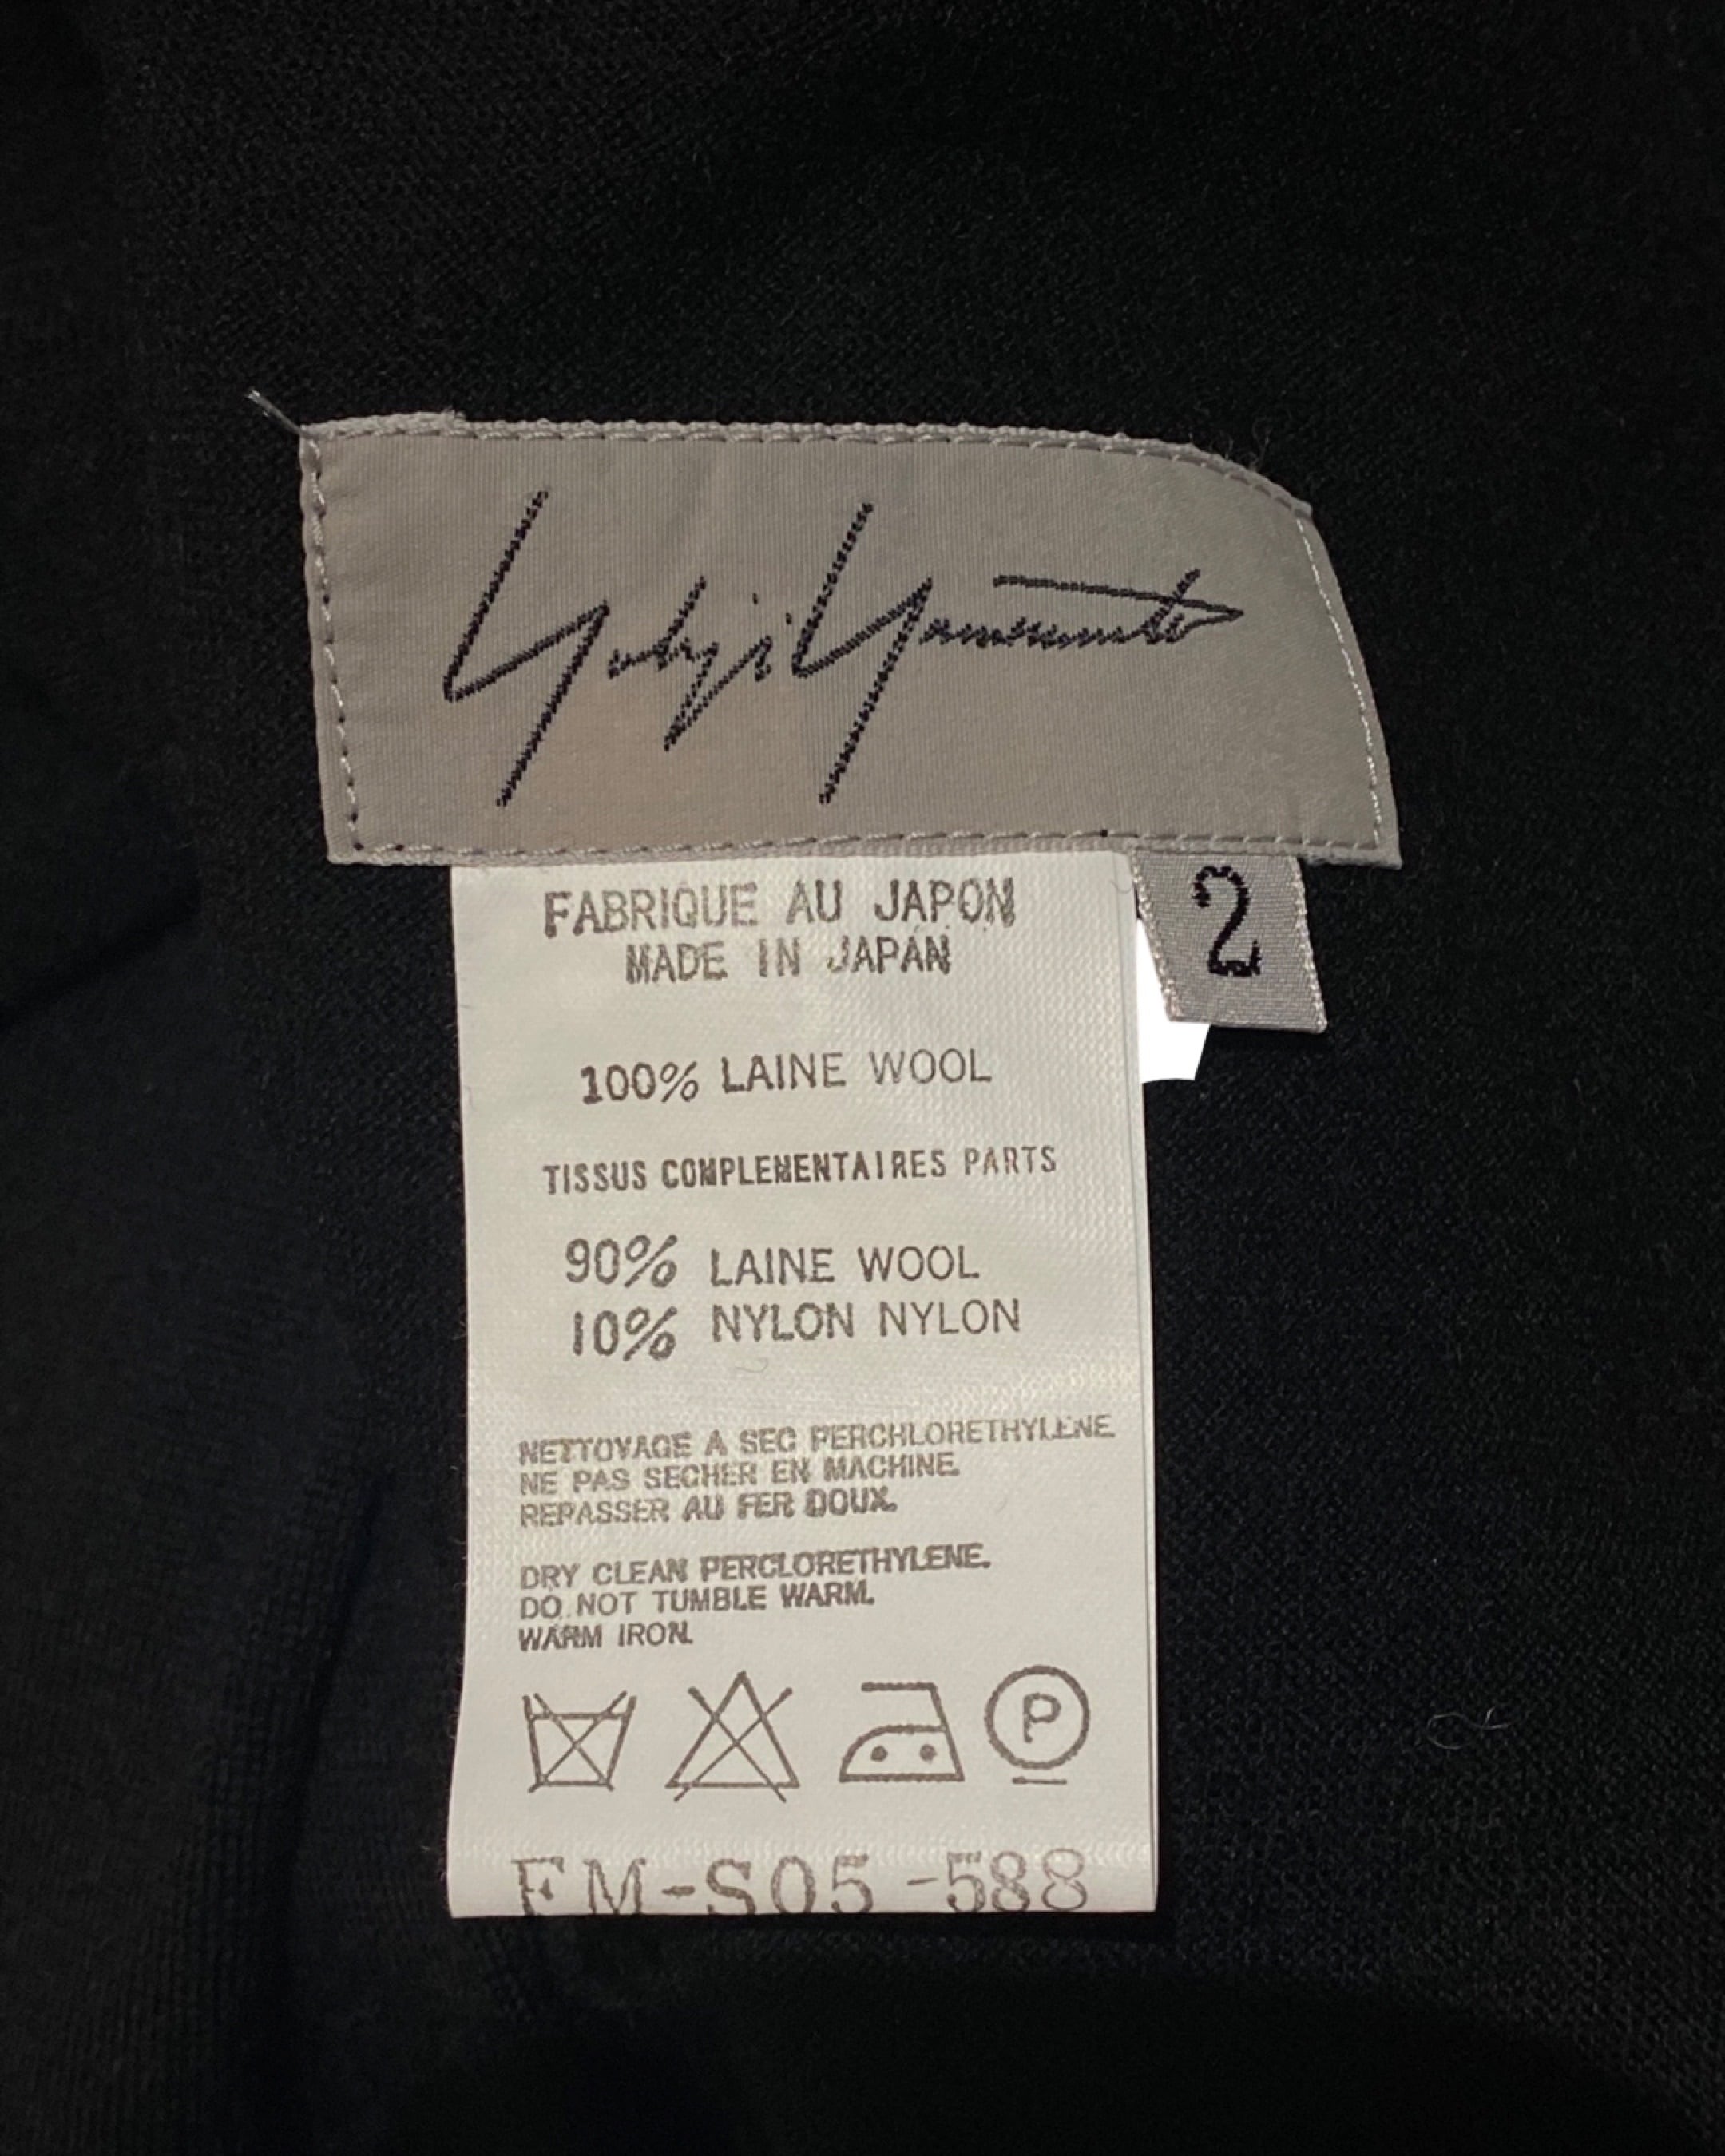 Yohji Yamamoto
2
FABRIQUE AU JAPON
MADE IN JAPAN
100% LAINE WOOL
TISSUS COMPLEMENTAIRES PARTS
90% LAINE WOOL
10% NYLON NYLON
NETTOYAGE A SEC PERCHLORETHYLENE.
NE PAS SECHER EN MACHINE.
REPASSER AU FER DOUX.
DRY CLEAN PERCLORETHYLENE.
DO NOT TUMBLE WARM.
WARM IRON.
P
FM-S05-588